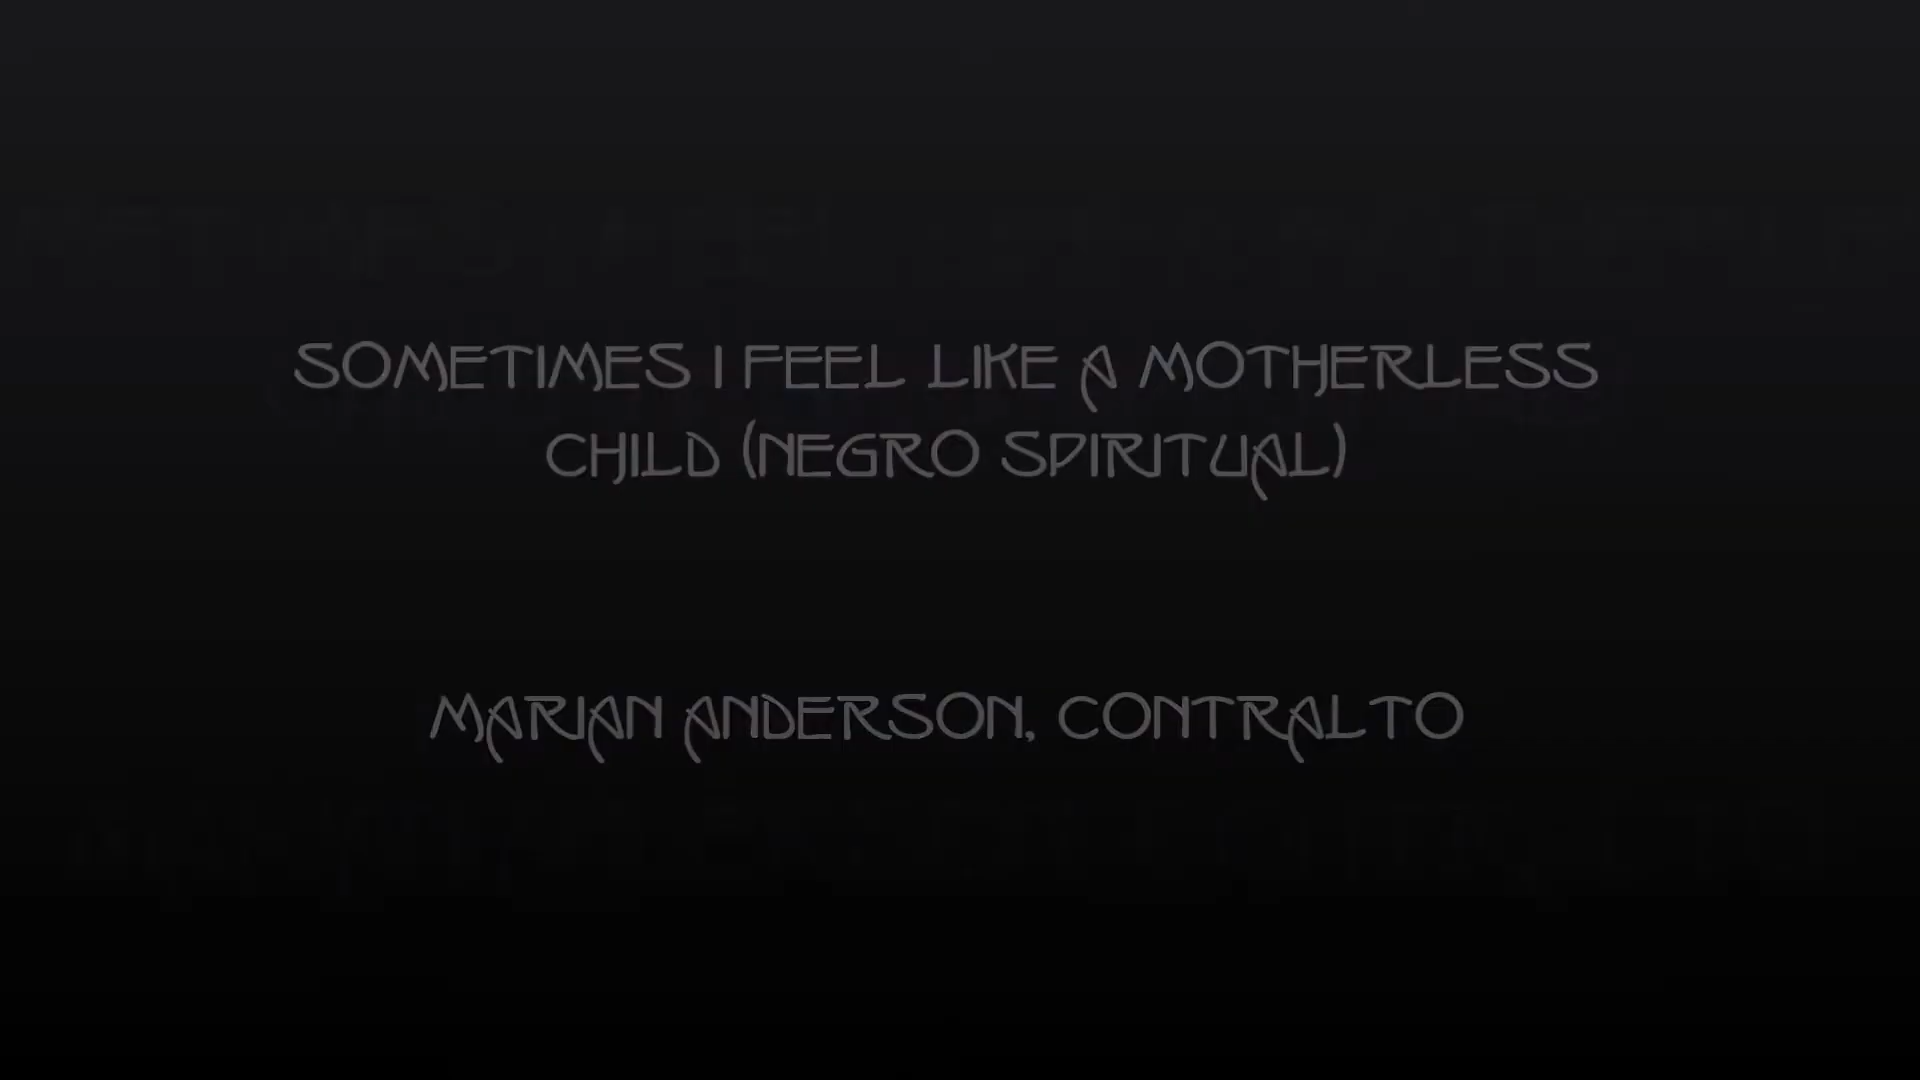 SOMETIMES I FEEL LIKE A MOTHERLESS
CHILD (NEGRO SPIRITUAL)
MARIAN ANDERSON, CONTRALTO